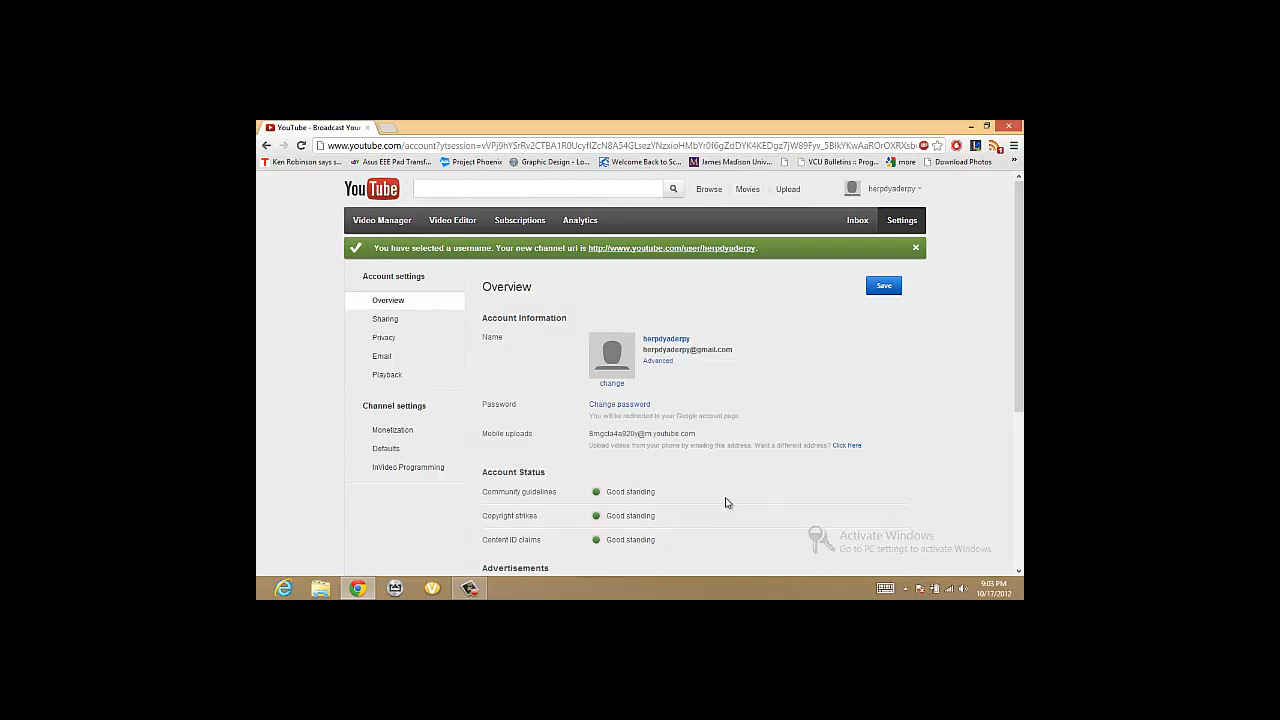 YouTube - Broadcast Your
Ken Robinson says s... Asus EEE Pad Transf... Project Phoenix Graphic Design - Lo... Welcome Back to Sc... James Madison Univ... VCU Bulletins :: Prog... more Download Photos »
YouTube Browse Movies Upload herpdyaderpy
Video Manager Video Editor Subscriptions Analytics Inbox Settings
You have selected a username. Your new channel url is http://www.youtube.com/user/herpdyaderpy.
Account settings
Overview
Sharing
Privacy
Email
Playback
Channel settings
Monetization
Defaults
InVideo Programming
Overview Save
Account Information
Name herpdyaderpy
herpdyaderpy@gmail.com
Advanced
change
Password Change password
You will be redirected to your Google account page
Mobile uploads
Upload videos from your phone by emailing this address. Want a different address? Click Here
Account Status
Community guidelines Good standing
Copyright strikes Good standing
Content ID claims Good standing
Advertisements
Activate Windows
Go to PC settings to activate Windows.
9:03 PM
10/17/2012